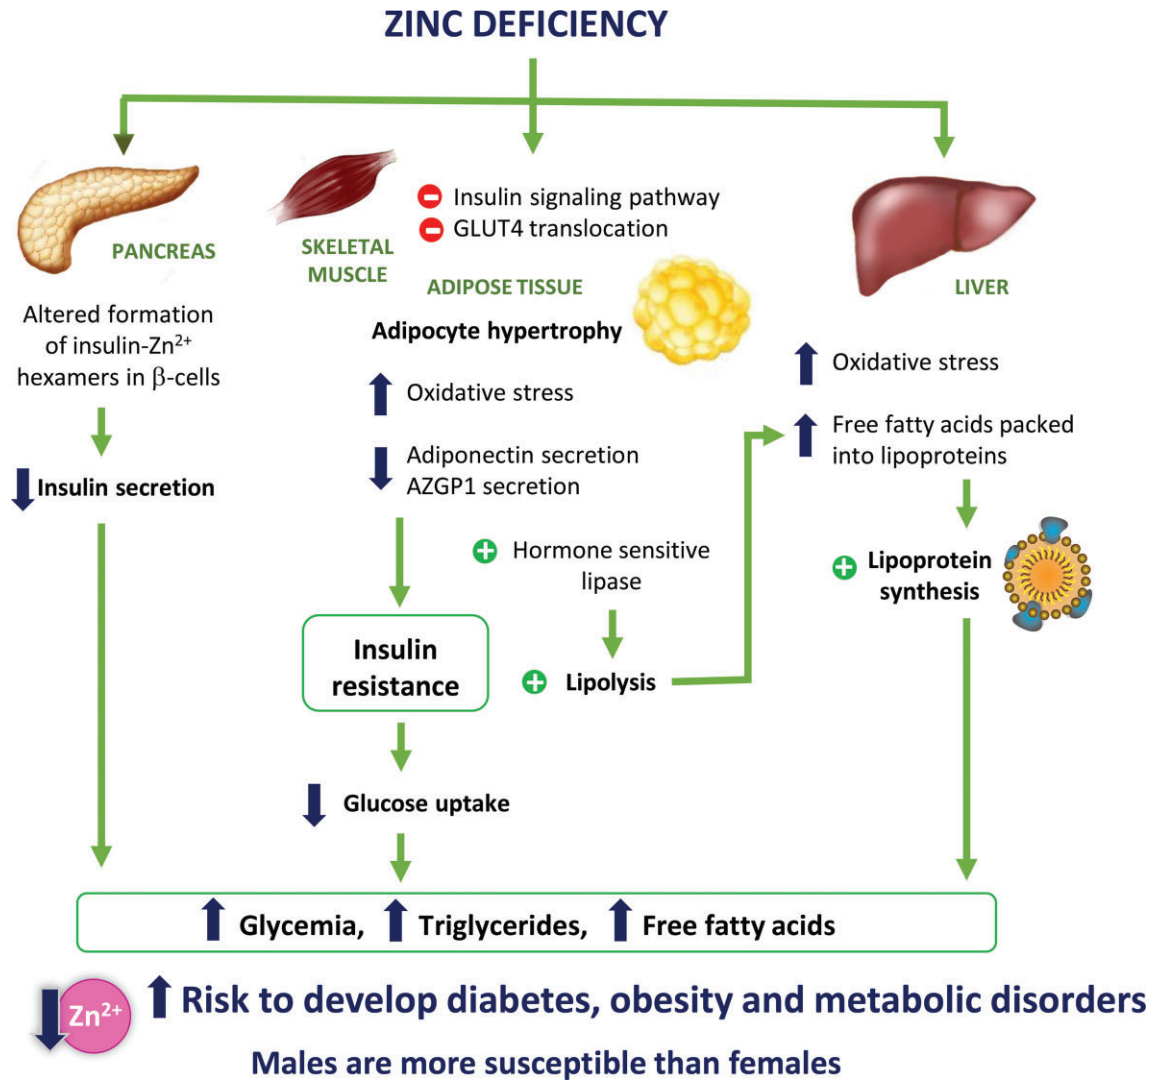 ZINC DEFICIENCY
PANCREAS
Altered formation
of insulin-Zn²⁺
hexamers in β-cells
Insulin secretion
SKELETAL
MUSCLE
Insulin signaling pathway
GLUT4 translocation
ADIPOSE TISSUE
Adipocyte hypertrophy
Oxidative stress
Adiponectin secretion
AZGP1 secretion
Hormone sensitive
lipase
Lipolysis
Insulin
resistance
Glucose uptake
LIVER
Oxidative stress
Free fatty acids packed
into lipoproteins
Lipoprotein
synthesis
Glycemia, Triglycerides, Free fatty acids
Zn²⁺
Risk to develop diabetes, obesity and metabolic disorders
Males are more susceptible than females